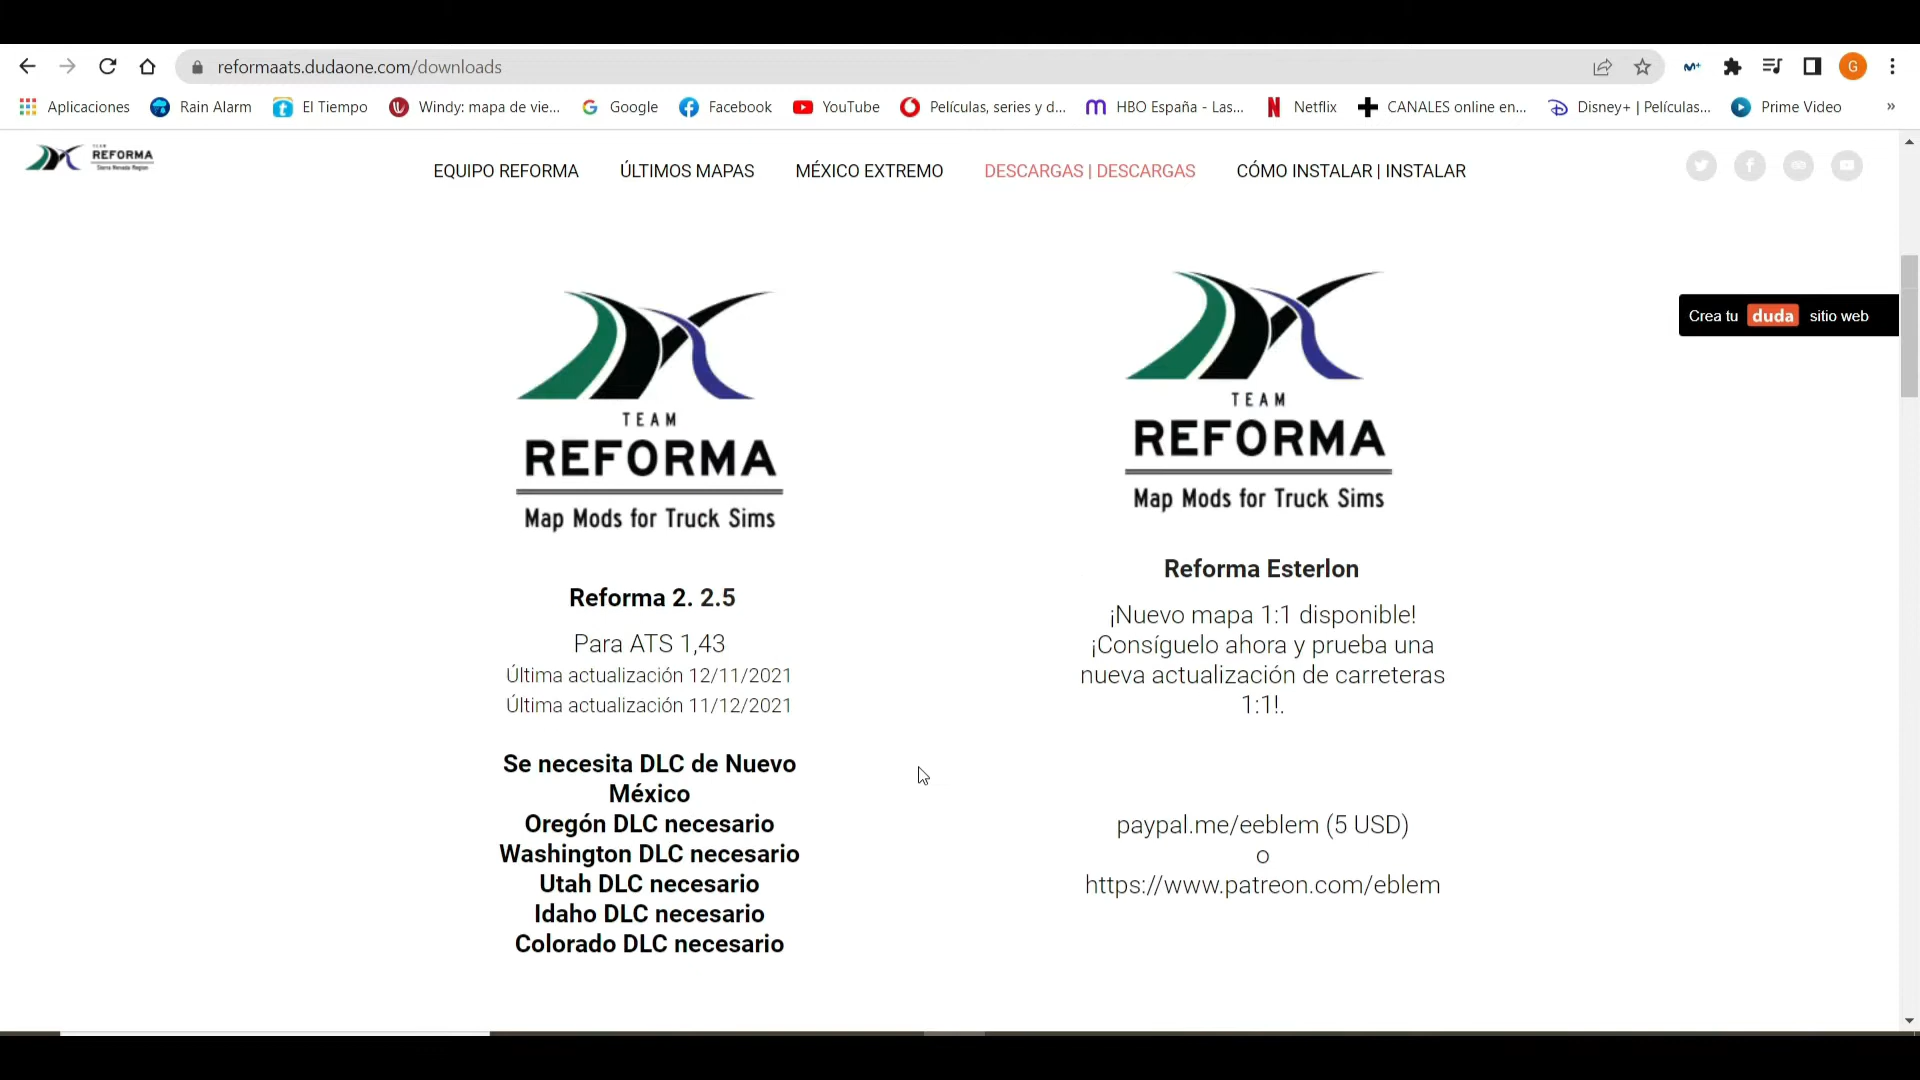 reformaats.dudaone.com/downloads
G
Aplicaciones
Rain Alarm
El Tiempo
Windy: mapa de vie...
Google
Facebook
YouTube
Películas, series y d...
HBO España - Las...
Netflix
CANALES online en...
Disney+ | Películas...
Prime Video
»
TEAM
REFORMA
Sierra Nevada Region
EQUIPO REFORMA
ÚLTIMOS MAPAS
MÉXICO EXTREMO
DESCARGAS | DESCARGAS
CÓMO INSTALAR | INSTALAR
Crea tu duda sitio web
TEAM
REFORMA
Map Mods for Truck Sims
Reforma 2. 2.5
Para ATS 1,43
Última actualización 12/11/2021
Última actualización 11/12/2021
Se necesita DLC de Nuevo
México
Oregón DLC necesario
Washington DLC necesario
Utah DLC necesario
Idaho DLC necesario
Colorado DLC necesario
TEAM
REFORMA
Map Mods for Truck Sims
Reforma Esterlon
¡Nuevo mapa 1:1 disponible!
¡Consíguelo ahora y prueba una
nueva actualización de carreteras
1:1!.
paypal.me/eeblem (5 USD)
o
https://www.patreon.com/eblem